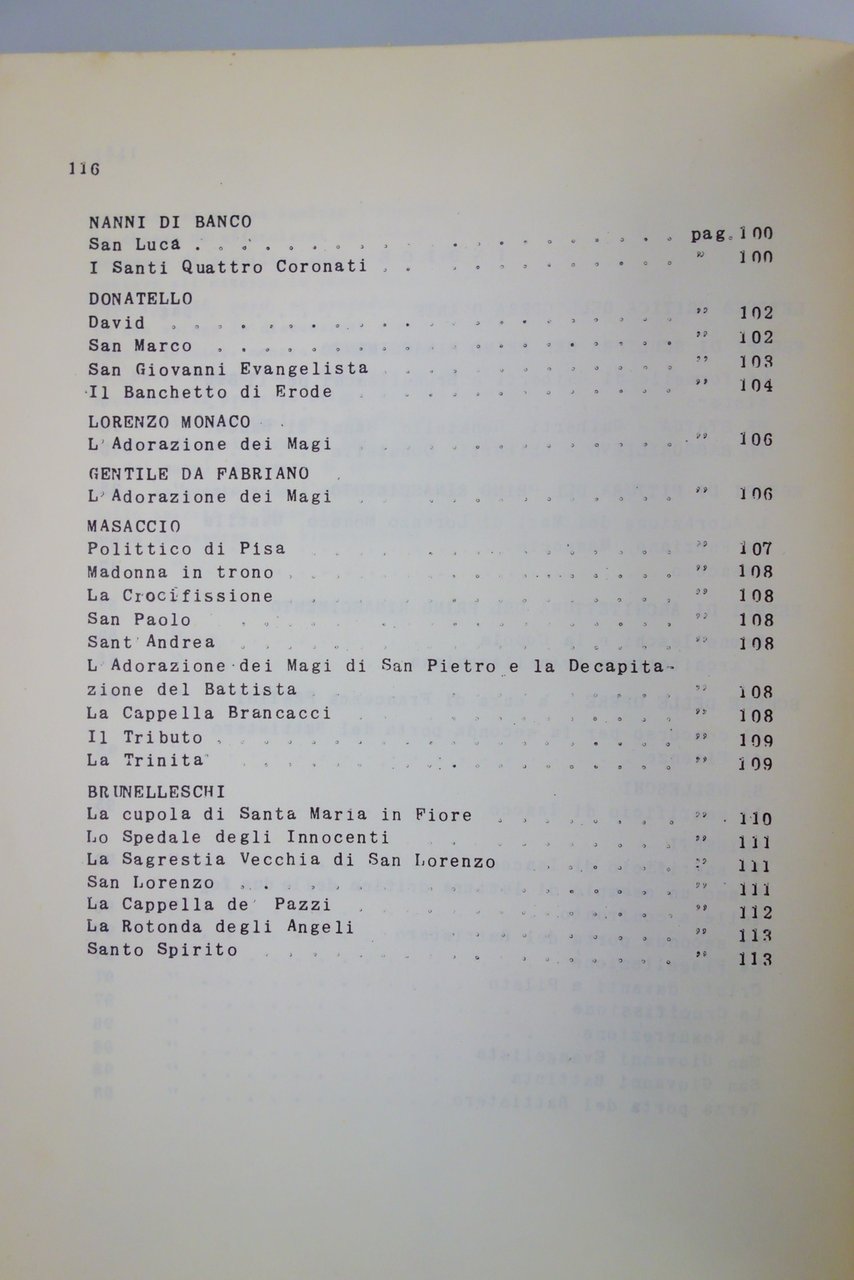 116
NANNI DI BANCO
San Luca . . . . . . . . . . . . . . . . . . . . pag. 100
I Santi Quattro Coronati . . . . . . . . . . . . . " 100
DONATELLO
David . . . . . . . . . . . . . . . . . . . . . . " 102
San Marco . . . . . . . . . . . . . . . . . . . . " 102
San Giovanni Evangelista . . . . . . . . . . . . . " 103
Il Banchetto di Erode . . . . . . . . . . . . . . " 104
LORENZO MONACO
L'Adorazione dei Magi . . . . . . . . . . . . . . " 106
GENTILE DA FABRIANO
L'Adorazione dei Magi . . . . . . . . . . . . . . " 106
MASACCIO
Polittico di Pisa . . . . . . . . . . . . . . . . " 107
Madonna in trono . . . . . . . . . . . . . . . . . " 108
La Crocifissione . . . . . . . . . . . . . . . . . " 108
San Paolo . . . . . . . . . . . . . . . . . . . . " 108
Sant'Andrea . . . . . . . . . . . . . . . . . . . " 108
L'Adorazione dei Magi di San Pietro e la Decapita-
zione del Battista . . . . . . . . . . . . . . . . " 108
La Cappella Brancacci . . . . . . . . . . . . . . " 108
Il Tributo . . . . . . . . . . . . . . . . . . . . " 109
La Trinita' . . . . . . . . . . . . . . . . . . . " 109
BRUNELLESCHI
La cupola di Santa Maria in Fiore . . . . . . . . " 110
Lo Spedale degli Innocenti . . . . . . . . . . . . " 111
La Sagrestia Vecchia di San Lorenzo . . . . . . . " 111
San Lorenzo . . . . . . . . . . . . . . . . . . . " 111
La Cappella de' Pazzi . . . . . . . . . . . . . . " 112
La Rotonda degli Angeli . . . . . . . . . . . . . " 113
Santo Spirito . . . . . . . . . . . . . . . . . . " 113